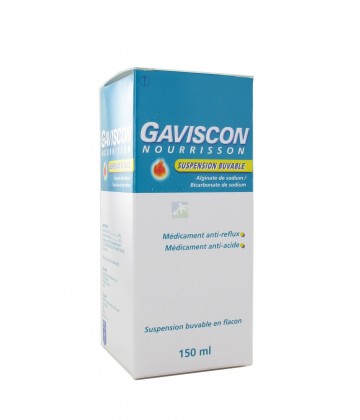 GAVISCON
NOURRISSON
SUSPENSION BUVABLE
Alginate de sodium /
Bicarbonate de sodium
Médicament anti-reflux
Médicament anti-acide
Suspension buvable en flacon
150 ml